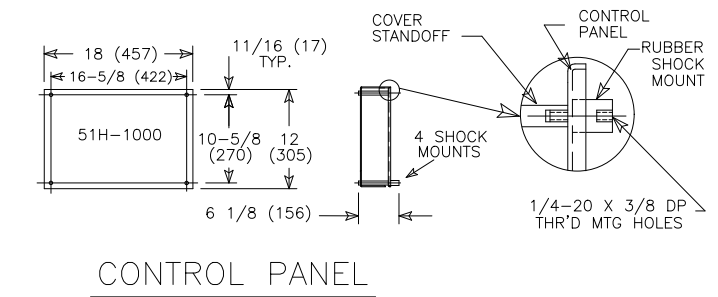 COVER
STANDOFF
CONTROL
PANEL
RUBBER
SHOCK
MOUNT
18 (457)
11/16 (17)
TYP.
16-5/8 (422)
51H-1000
10-5/8
(270)
12
(305)
4 SHOCK
MOUNTS
6 1/8 (156)
1/4-20 X 3/8 DP
THR'D MTG HOLES
CONTROL PANEL